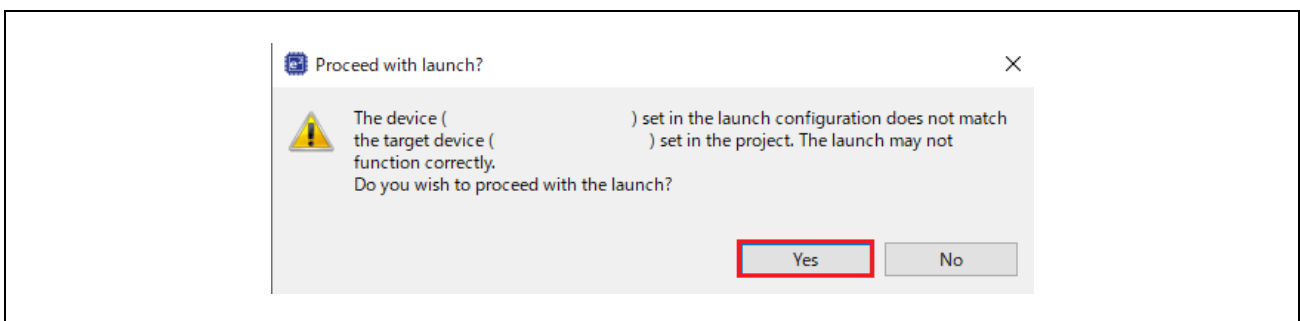 Proceed with launch?
The device ( ) set in the launch configuration does not match
the target device ( ) set in the project. The launch may not
function correctly.
Do you wish to proceed with the launch?
Yes No